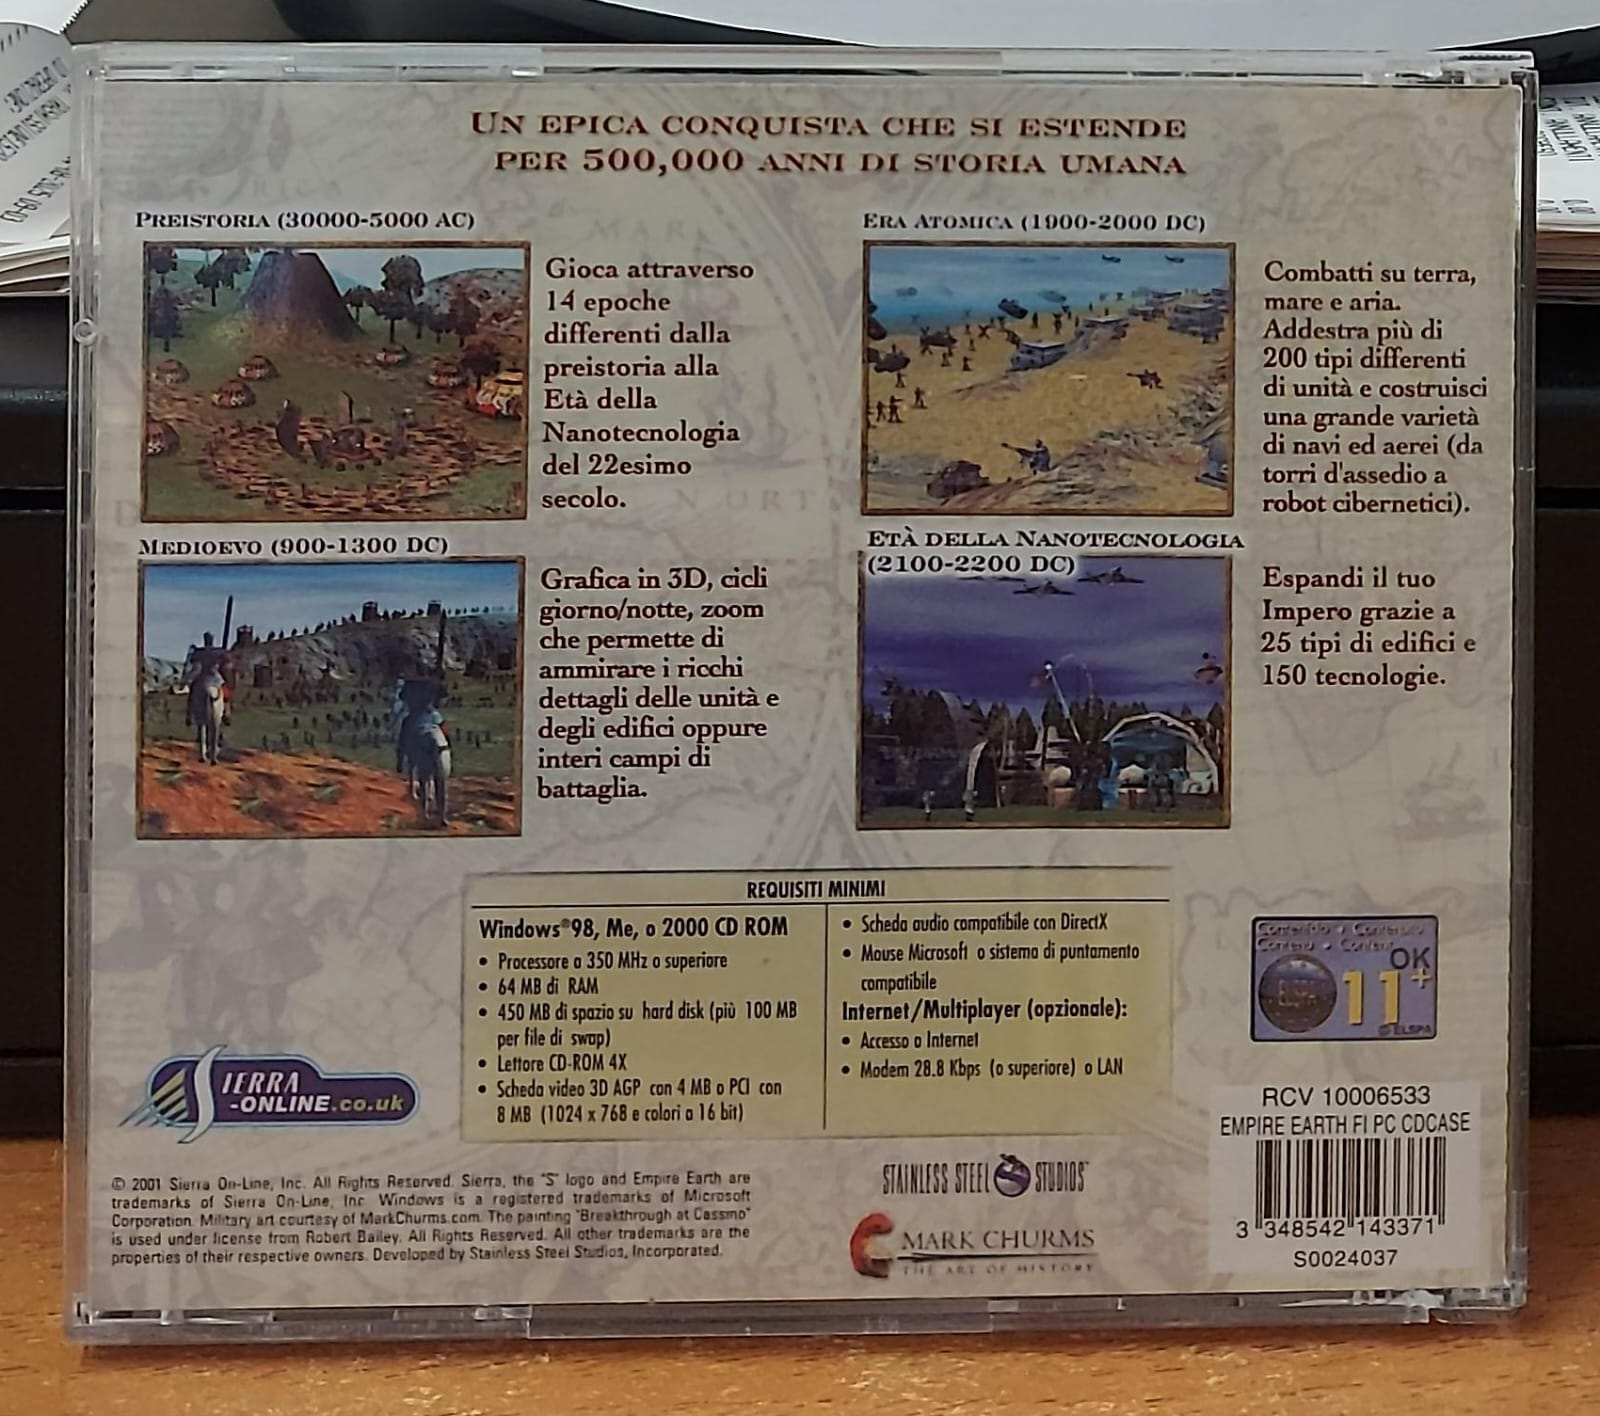 UN EPICA CONQUISTA CHE SI ESTENDE
PER 500,000 ANNI DI STORIA UMANA
PREISTORIA (30000-5000 AC)
Gioca attraverso
14 epoche
differenti dalla
preistoria alla
Età della
Nanotecnologia
del 22esimo
secolo.
ERA ATOMICA (1900-2000 DC)
Combatti su terra,
mare e aria.
Addestra più di
200 tipi differenti
di unità e costruisci
una grande varietà
di navi ed aerei (da
torri d'assedio a
robot cibernetici).
MEDIOEVO (900-1300 DC)
Grafica in 3D, cicli
giorno/notte, zoom
che permette di
ammirare i ricchi
dettagli delle unità e
degli edifici oppure
interi campi di
battaglia.
ETÀ DELLA NANOTECNOLOGIA
(2100-2200 DC)
Espandi il tuo
Impero grazie a
25 tipi di edifici e
150 tecnologie.
REQUISITI MINIMI
Windows®98, Me, o 2000 CD ROM
• Processore a 350 MHz o superiore
• 64 MB di RAM
• 450 MB di spazio su hard disk (più 100 MB
per file di swap)
• Lettore CD-ROM 4X
• Scheda video 3D AGP con 4 MB o PCI con
8 MB (1024 x 768 e colori a 16 bit)
• Scheda audio compatibile con DirectX
• Mouse Microsoft o sistema di puntamento
compatibile
Internet/Multiplayer (opzionale):
• Accesso a Internet
• Modem 28.8 Kbps (o superiore) o LAN
Contenido • Contenuto
Contenu • Content
OK
ELSPA
11+
© ELSPA
SIERRA
-ONLINE.co.uk
RCV 10006533
EMPIRE EARTH FI PC CDCASE
3 348542 143371
S0024037
© 2001 Sierra On-Line, Inc. All Rights Reserved. Sierra, the "S" logo and Empire Earth are
trademarks of Sierra On-Line, Inc. Windows is a registered trademarks of Microsoft
Corporation. Military art courtesy of MarkChurms.com. The painting "Breakthrough at Cassino"
is used under license from Robert Bailey. All Rights Reserved. All other trademarks are the
properties of their respective owners. Developed by Stainless Steel Studios, Incorporated.
STAINLESS STEEL STUDIOS™
MARK CHURMS
THE ART OF HISTORY